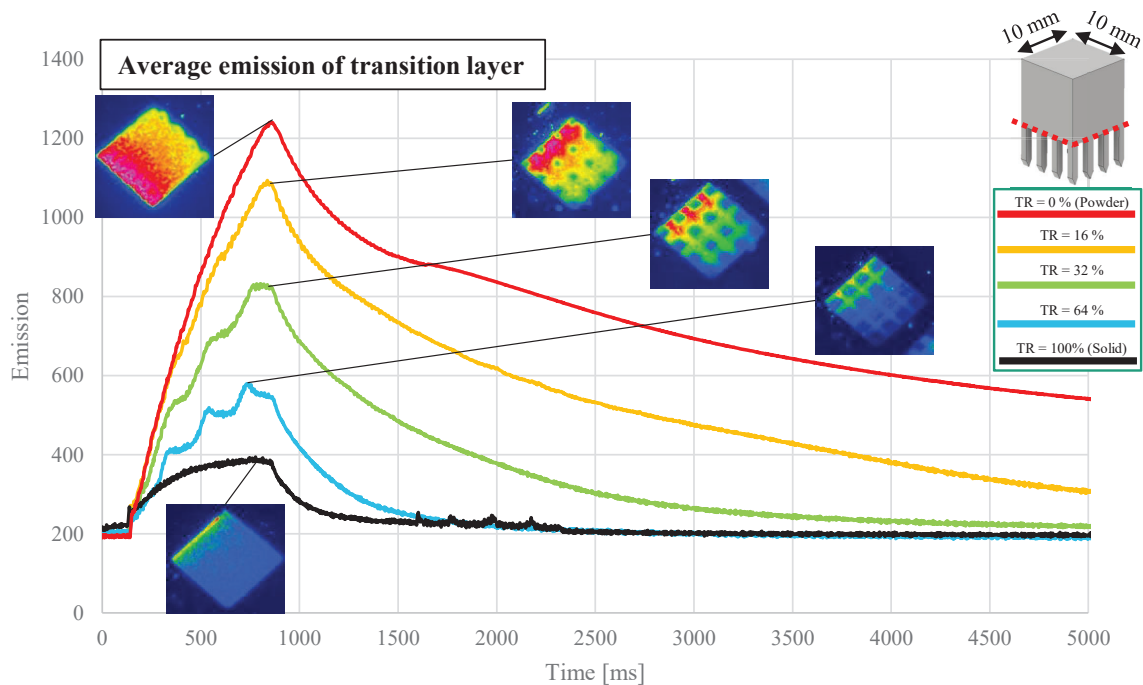 Average emission of transition layer
10 mm
10 mm
1400
1200
1000
800
600
400
200
0
Emission
0
500
1000
1500
2000
2500
3000
3500
4000
4500
5000
Time [ms]
TR = 0 % (Powder)
TR = 16 %
TR = 32 %
TR = 64 %
TR = 100% (Solid)